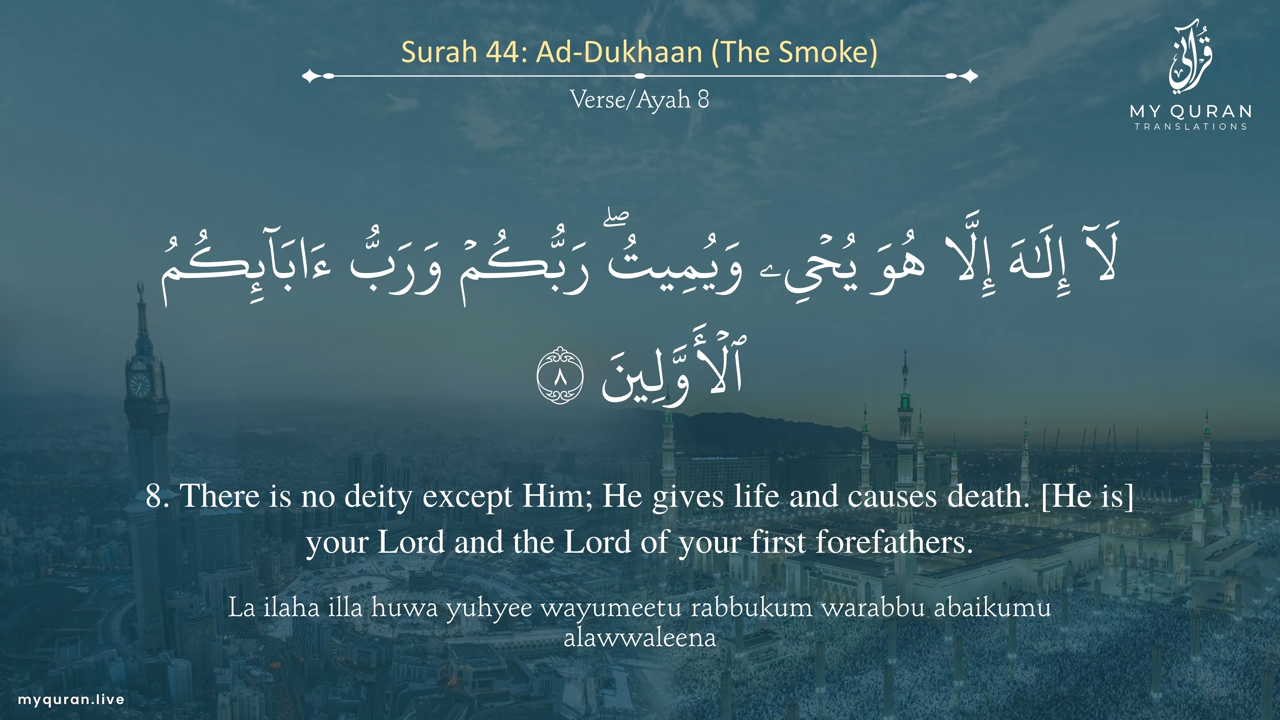 Surah 44: Ad-Dukhaan (The Smoke)
Verse/Ayah 8
قرآني
MY QURAN
TRANSLATIONS
لَآ إِلَٰهَ إِلَّا هُوَ يُحْيِۦ وَيُمِيتُ ۖ رَبُّكُمْ وَرَبُّ ءَابَآئِكُمُ
ٱلْأَوَّلِينَ ٨
8. There is no deity except Him; He gives life and causes death. [He is]
your Lord and the Lord of your first forefathers.
La ilaha illa huwa yuhyee wayumeetu rabbukum warabbu abaikumu
alawwaleena
myquran.live